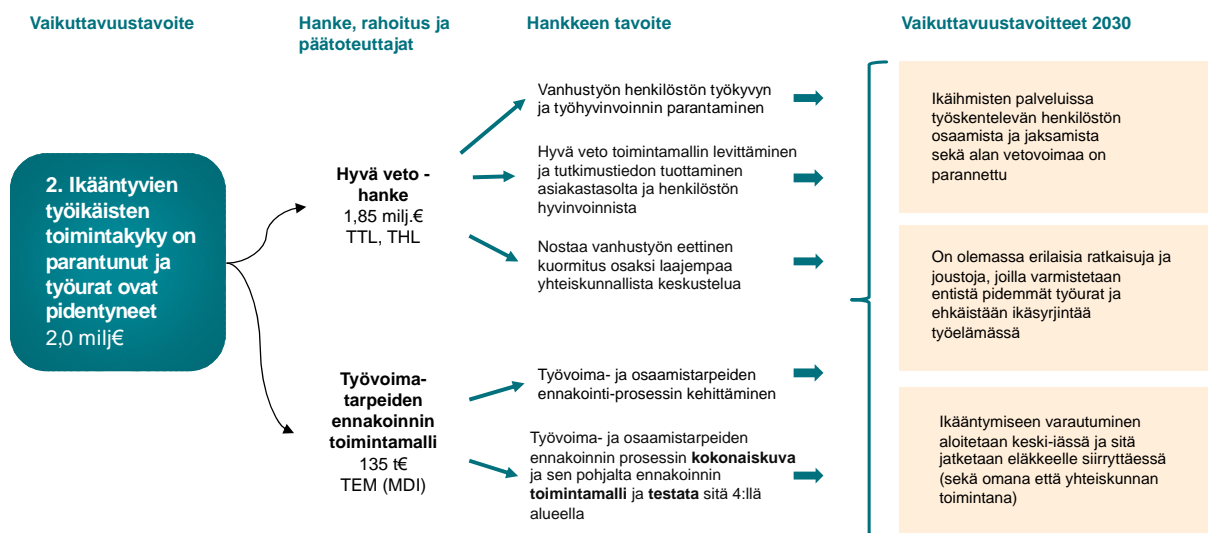 Vaikuttavuustavoite
Hanke, rahoitus ja
päätoteuttajat
Hankkeen tavoite
Vaikuttavuustavoitteet 2030
2. Ikääntyvien
työikäisten
toimintakyky on
parantunut ja
työurat ovat
pidentyneet
2,0 milj€
Hyvä veto -
hanke
1,85 milj.€
TTL, THL
Vanhustyön henkilöstön työkyvyn
ja työhyvinvoinnin parantaminen
Hyvä veto toimintamallin levittäminen
ja tutkimustiedon tuottaminen
asiakastasolta ja henkilöstön
hyvinvoinnista
Nostaa vanhustyön eettinen
kuormitus osaksi laajempaa
yhteiskunnallista keskustelua
Työvoima-
tarpeiden
ennakoinnin
toimintamalli
135 t€
TEM (MDI)
Työvoima- ja osaamistarpeiden
ennakointi-prosessin kehittäminen
Työvoima- ja osaamistarpeiden
ennakoinnin prosessin kokonaiskuva
ja sen pohjalta ennakoinnin
toimintamalli ja testata sitä 4:llä
alueella
Ikäihmisten palveluissa
työskentelevän henkilöstön
osaamista ja jaksamista
sekä alan vetovoimaa on
parannettu
On olemassa erilaisia ratkaisuja ja
joustoja, joilla varmistetaan
entistä pidemmät työurat ja
ehkäistään ikäsyrjintää
työelämässä
Ikääntymiseen varautuminen
aloitetaan keski-iässä ja sitä
jatketaan eläkkeelle siirryttäessä
(sekä omana että yhteiskunnan
toimintana)